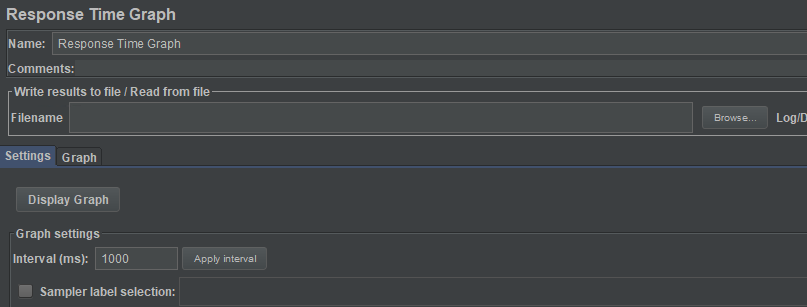 Response Time Graph
Name: Response Time Graph
Comments:
Write results to file / Read from file
Filename Browse... Log/D
Settings Graph
Display Graph
Graph settings
Interval (ms): 1000 Apply interval
Sampler label selection: